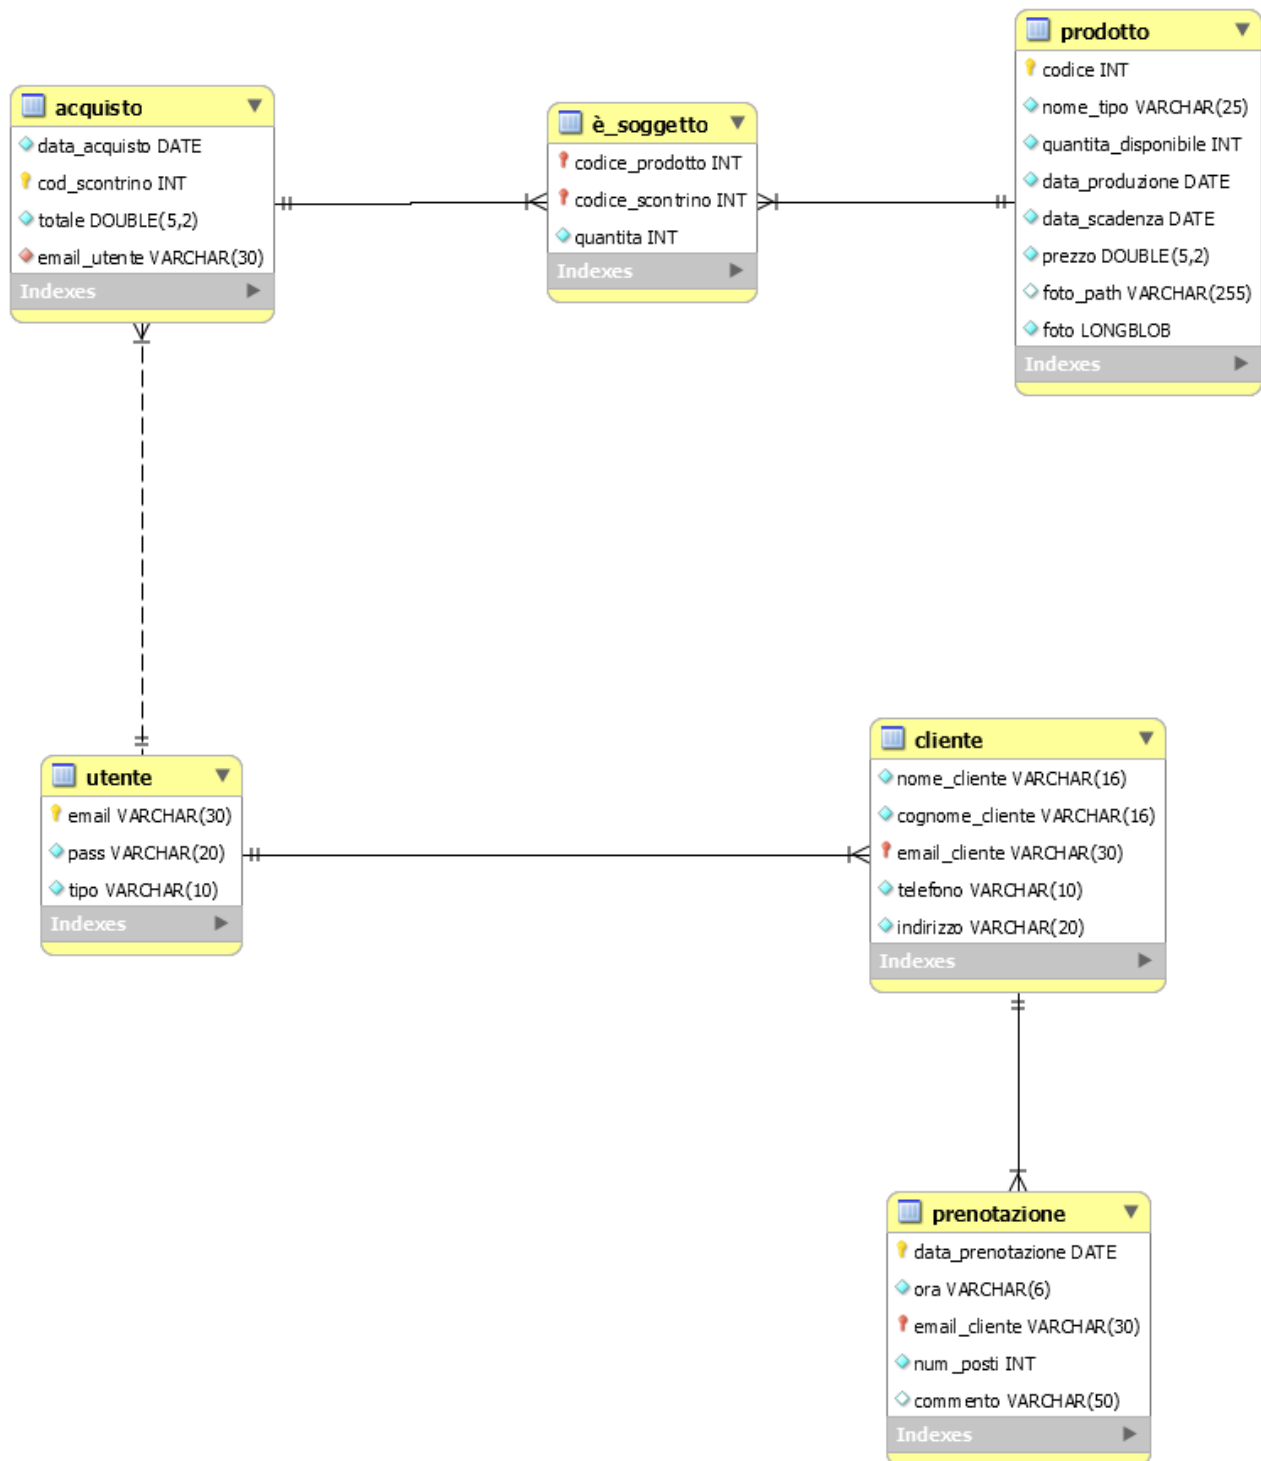 prodotto
codice INT
nome_tipo VARCHAR(25)
quantita_disponibile INT
data_produzione DATE
data_scadenza DATE
prezzo DOUBLE(5,2)
foto_path VARCHAR(255)
foto LONGBLOB
Indexes
acquisto
data_acquisto DATE
cod_scontrino INT
totale DOUBLE(5,2)
email_utente VARCHAR(30)
Indexes
è_soggetto
codice_prodotto INT
codice_scontrino INT
quantita INT
Indexes
utente
email VARCHAR(30)
pass VARCHAR(20)
tipo VARCHAR(10)
Indexes
cliente
nome_cliente VARCHAR(16)
cognome_cliente VARCHAR(16)
email_cliente VARCHAR(30)
telefono VARCHAR(10)
indirizzo VARCHAR(20)
Indexes
prenotazione
data_prenotazione DATE
ora VARCHAR(6)
email_cliente VARCHAR(30)
num_posti INT
commento VARCHAR(50)
Indexes